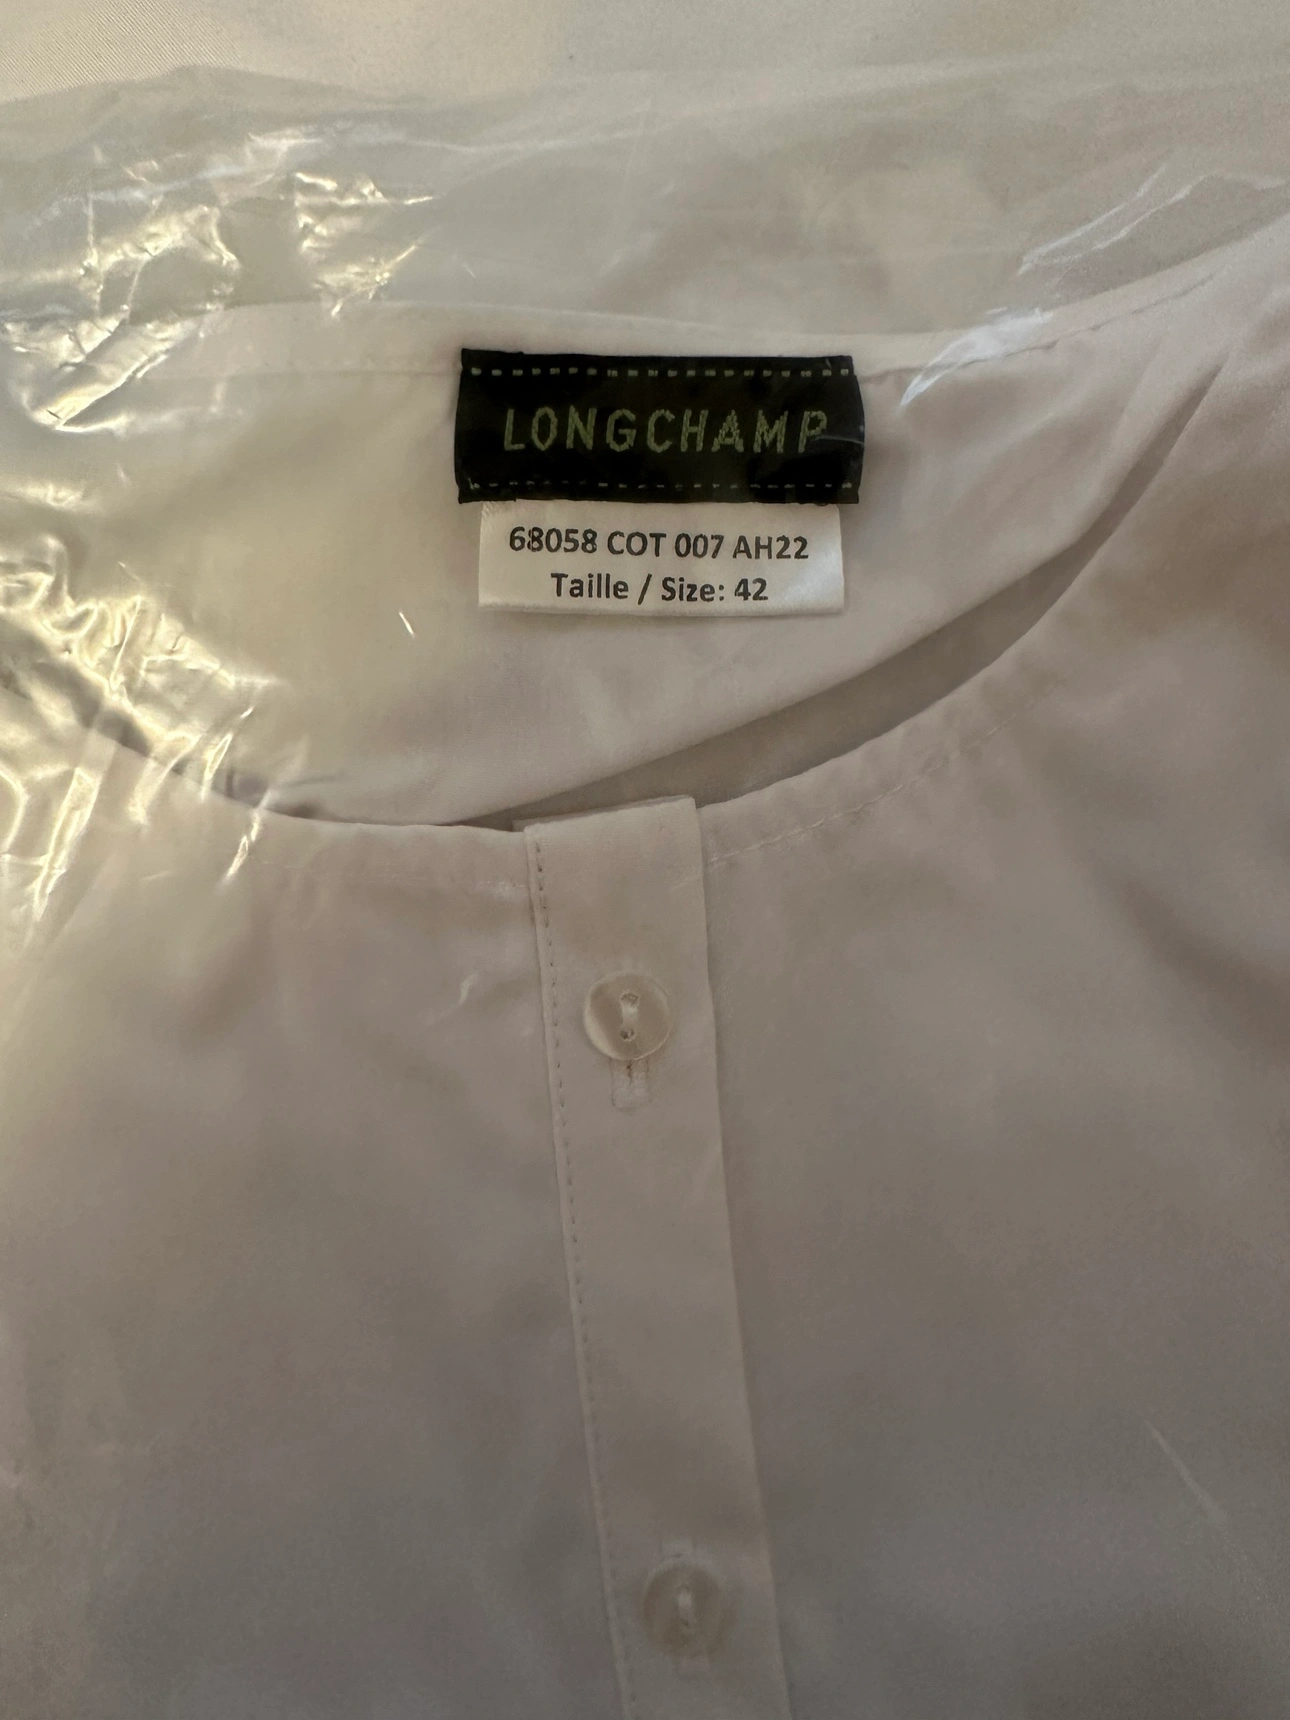 LONGCHAMP
68058 COT 007 AH22
Taille / Size: 42